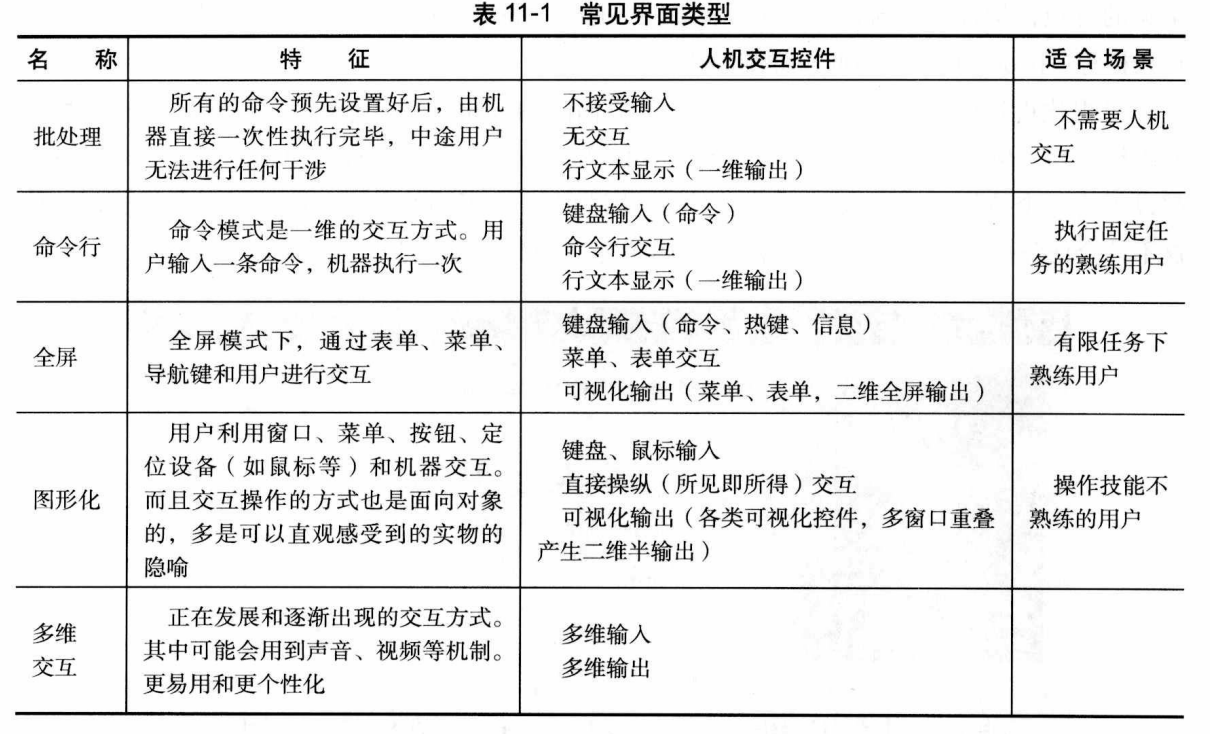 表 11-1 常见界面类型
名 称 特 征 人机交互控件 适合场景
批处理
所有的命令预先设置好后，由机
器直接一次性执行完毕，中途用户
无法进行任何干涉
不接受输入
无交互
行文本显示（一维输出）
不需要人机
交互
命令行
命令模式是一维的交互方式。用
户输入一条命令，机器执行一次
键盘输入（命令）
命令行交互
行文本显示（一维输出）
执行固定任
务的熟练用户
全屏
全屏模式下，通过表单、菜单、
导航键和用户进行交互
键盘输入（命令、热键、信息）
菜单、表单交互
可视化输出（菜单、表单，二维全屏输出）
有限任务下
熟练用户
图形化
用户利用窗口、菜单、按钮、定
位设备（如鼠标等）和机器交互。
而且交互操作的方式也是面向对象
的，多是可以直观感受到的实物的
隐喻
键盘、鼠标输入
直接操纵（所见即所得）交互
可视化输出（各类可视化控件，多窗口重叠
产生二维半输出）
操作技能不
熟练的用户
多维
交互
正在发展和逐渐出现的交互方式。
其中可能会用到声音、视频等机制。
更易用和更个性化
多维输入
多维输出